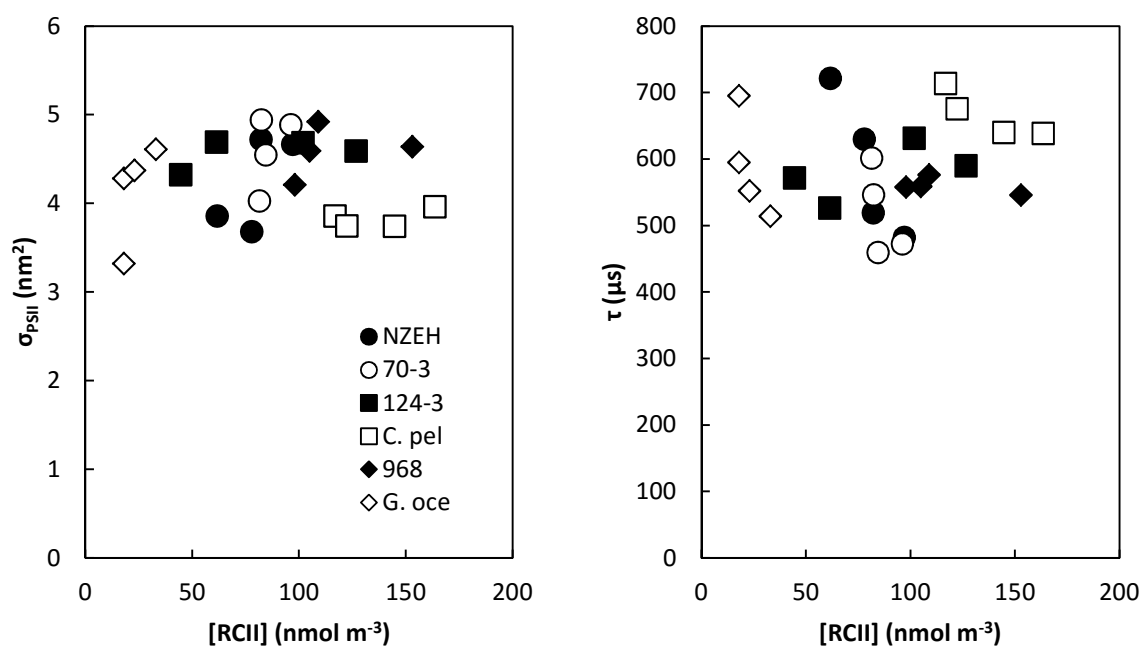 6
5
4
3
2
1
0
σPSII (nm²)
NZEH
70-3
124-3
C. pel
968
G. oce
0 50 100 150 200
[RCII] (nmol m⁻³)
800
700
600
500
400
300
200
100
0
τ (μs)
0 50 100 150 200
[RCII] (nmol m⁻³)